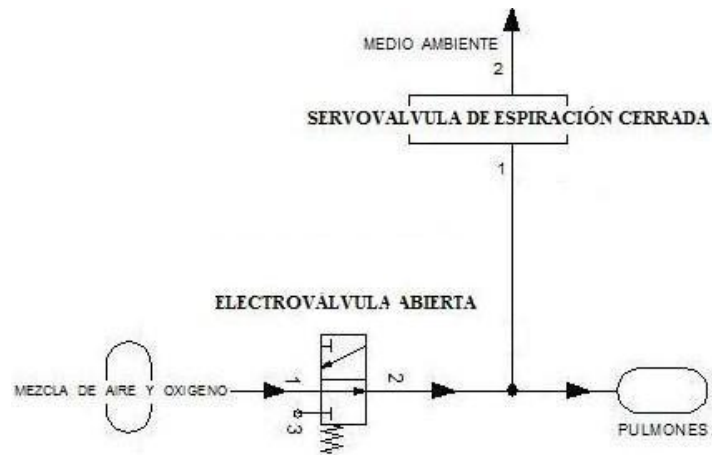 MEDIO AMBIENTE
2
SERVOVALVULA DE ESPIRACIÓN CERRADA
1
ELECTROVÁLVULA ABIERTA
MEZCLA DE AIRE Y OXIGENO
1
2
3
PULMONES